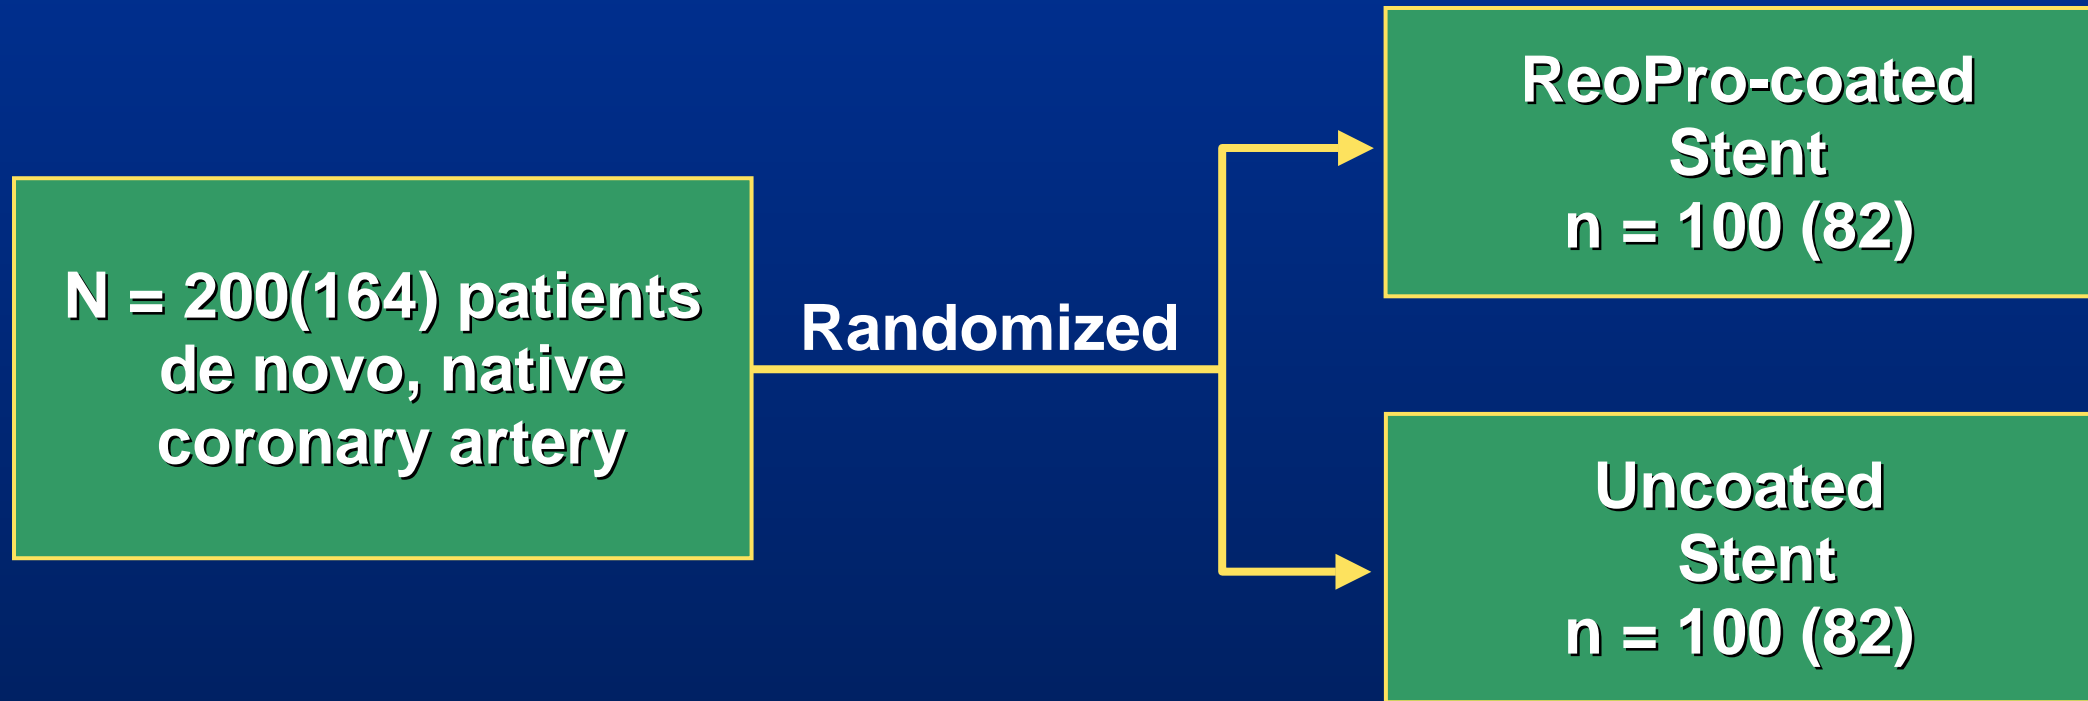 N = 200(164) patients
de novo, native
coronary artery
Randomized
ReoPro-coated
Stent
n = 100 (82)
Uncoated
Stent
n = 100 (82)